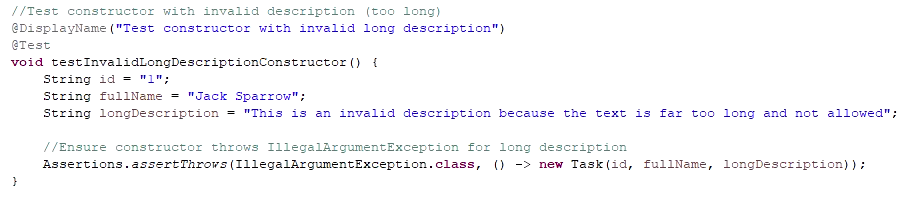 //Test constructor with invalid description (too long)
@DisplayName("Test constructor with invalid long description")
@Test
void testInvalidLongDescriptionConstructor() {
    String id = "1";
    String fullName = "Jack Sparrow";
    String longDescription = "This is an invalid description because the text is far too long and not allowed";

    //Ensure constructor throws IllegalArgumentException for long description
    Assertions.assertThrows(IllegalArgumentException.class, () -> new Task(id, fullName, longDescription));
}